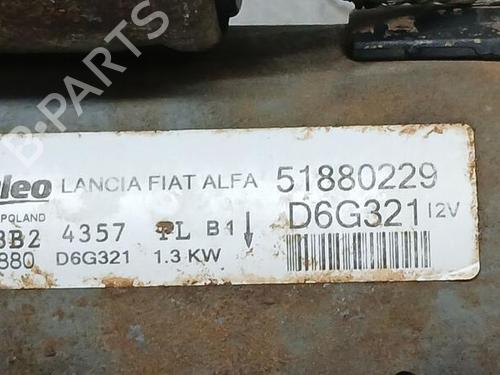 B-PARTS
leo LANCIA FIAT ALFA 51880229
POLAND D6G321 12V
3B2 4357 PL B1
880 D6G321 1.3 KW